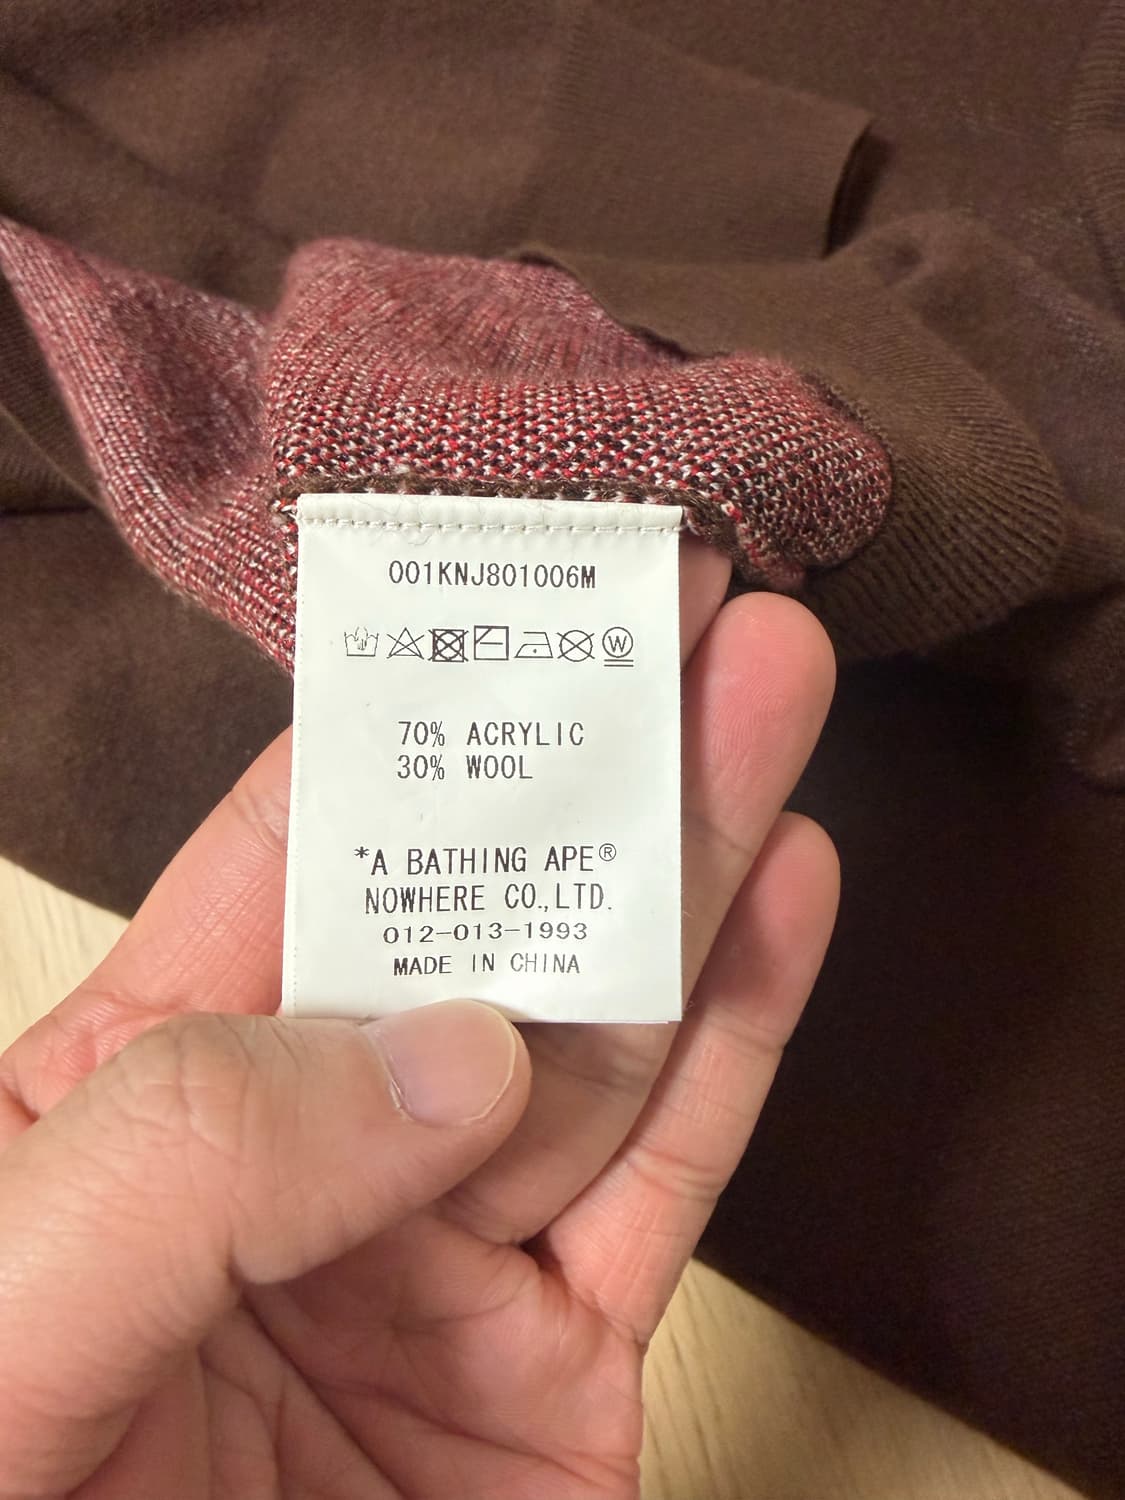 001KNJ801006M
W
70% ACRYLIC
30% WOOL
*A BATHING APE®
NOWHERE CO.,LTD.
012-013-1993
MADE IN CHINA